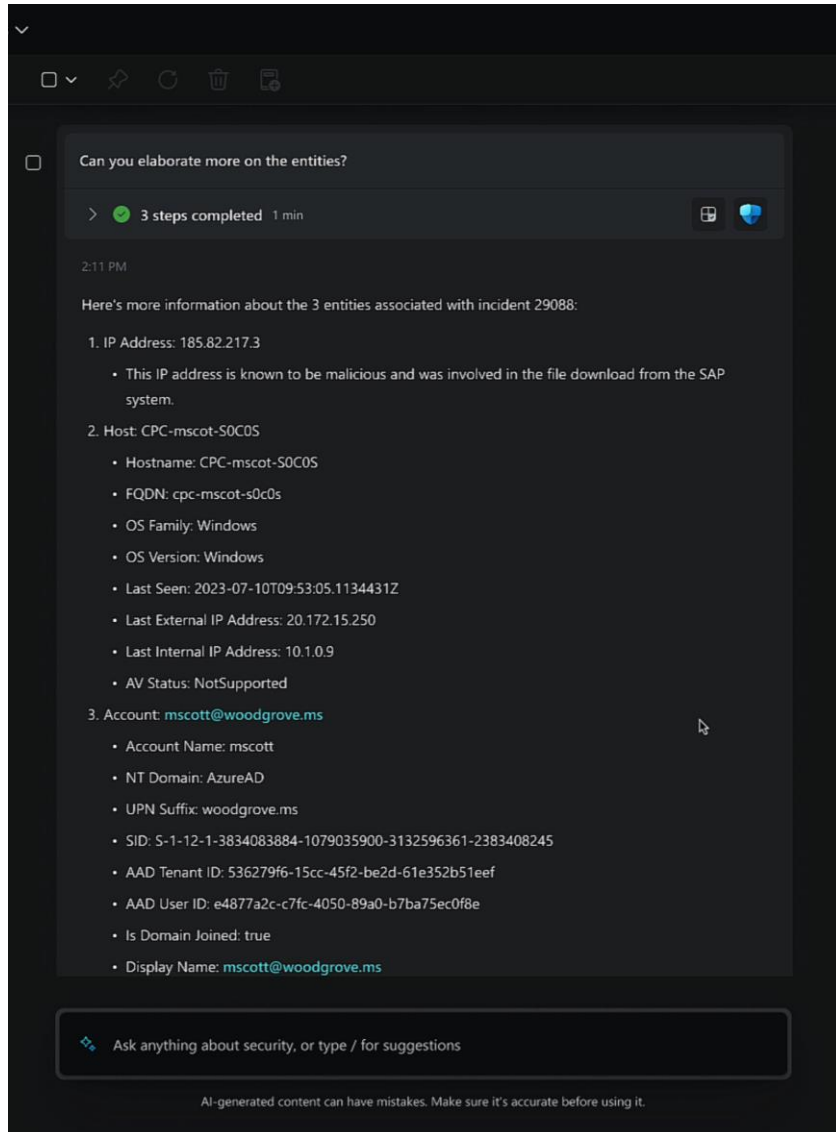 Can you elaborate more on the entities?
3 steps completed 1 min
2:11 PM
Here's more information about the 3 entities associated with incident 29088:
1. IP Address: 185.82.217.3
• This IP address is known to be malicious and was involved in the file download from the SAP
system.
2. Host: CPC-mscot-S0C0S
• Hostname: CPC-mscot-S0C0S
• FQDN: cpc-mscot-s0c0s
• OS Family: Windows
• OS Version: Windows
• Last Seen: 2023-07-10T09:53:05.1134431Z
• Last External IP Address: 20.172.15.250
• Last Internal IP Address: 10.1.0.9
• AV Status: NotSupported
3. Account: mscott@woodgrove.ms
• Account Name: mscott
• NT Domain: AzureAD
• UPN Suffix: woodgrove.ms
• SID: S-1-12-1-3834083884-1079035900-3132596361-2383408245
• AAD Tenant ID: 536279f6-15cc-45f2-be2d-61e352b51eef
• AAD User ID: e4877a2c-c7fc-4050-89a0-b7ba75ec0f8e
• Is Domain Joined: true
• Display Name: mscott@woodgrove.ms
Ask anything about security, or type / for suggestions
AI-generated content can have mistakes. Make sure it's accurate before using it.